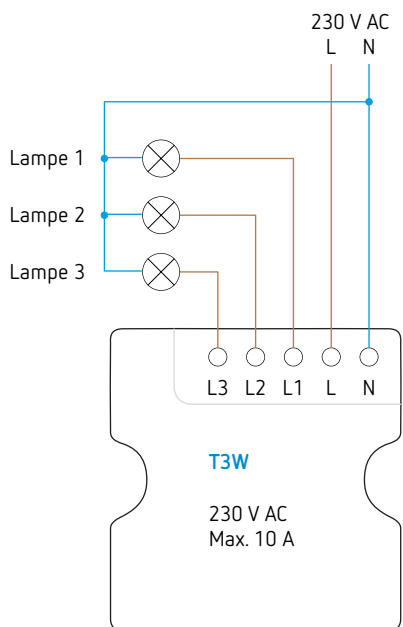 230 V AC
L N
Lampe 1
Lampe 2
Lampe 3
L3 L2 L1 L N
T3W
230 V AC
Max. 10 A